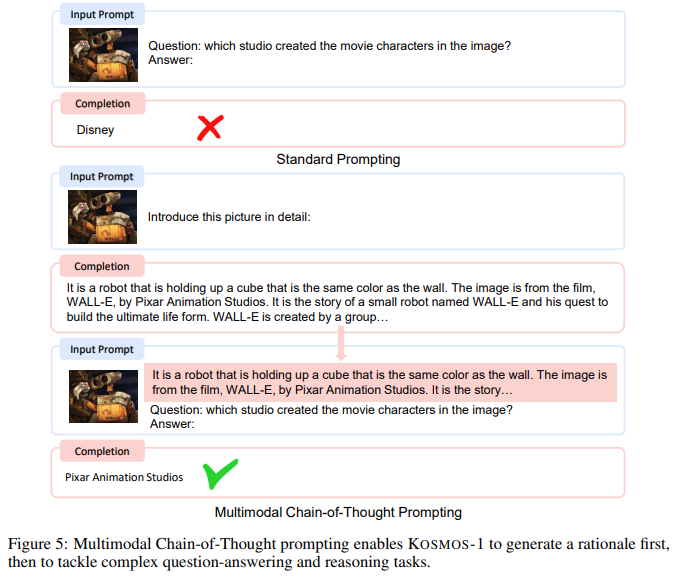 Input Prompt
Question: which studio created the movie characters in the image?
Answer:
Completion
Disney
Standard Prompting
Input Prompt
Introduce this picture in detail:
Completion
It is a robot that is holding up a cube that is the same color as the wall. The image is from the film,
WALL-E, by Pixar Animation Studios. It is the story of a small robot named WALL-E and his quest to
build the ultimate life form. WALL-E is created by a group…
Input Prompt
It is a robot that is holding up a cube that is the same color as the wall. The image is
from the film, WALL-E, by Pixar Animation Studios. It is the story…
Question: which studio created the movie characters in the image?
Answer:
Completion
Pixar Animation Studios
Multimodal Chain-of-Thought Prompting
Figure 5: Multimodal Chain-of-Thought prompting enables KOSMOS-1 to generate a rationale first,
then to tackle complex question-answering and reasoning tasks.